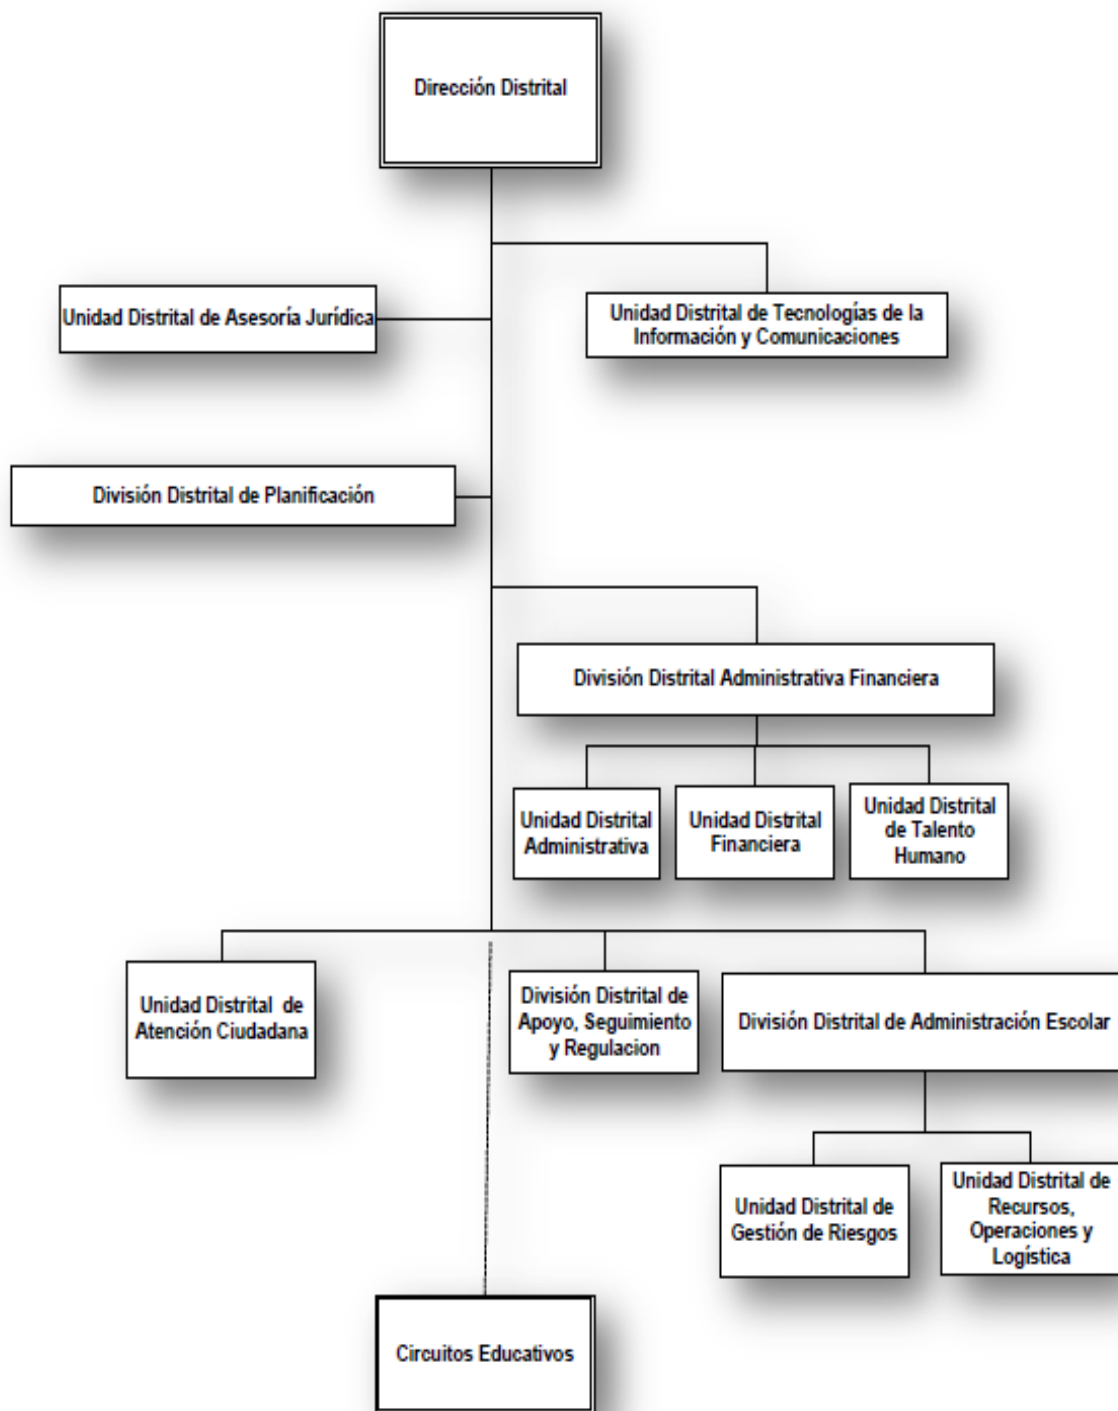 Dirección Distrital
Unidad Distrital de Asesoría Jurídica
Unidad Distrital de Tecnologías de la
Información y Comunicaciones
División Distrital de Planificación
División Distrital Administrativa Financiera
Unidad Distrital
Administrativa
Unidad Distrital
Financiera
Unidad Distrital
de Talento
Humano
Unidad Distrital de
Atención Ciudadana
División Distrital de
Apoyo, Seguimiento
y Regulacion
División Distrital de Administración Escolar
Unidad Distrital de
Gestión de Riesgos
Unidad Distrital de
Recursos,
Operaciones y
Logística
Circuitos Educativos